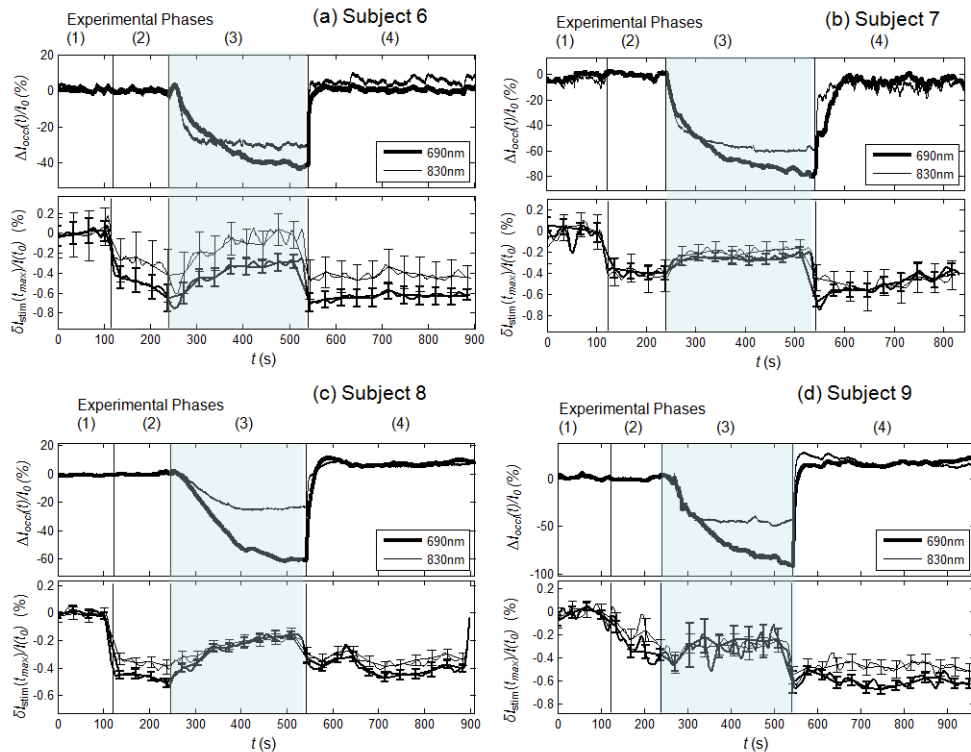 Experimental Phases
(a) Subject 6
(1) (2) (3) (4)
20
0
-20
-40
ΔI_occl(t)/I_0 (%)
690nm
830nm
0.2
0
-0.2
-0.4
-0.6
-0.8
δI_stim(t_max)/I(t_0) (%)
0 100 200 300 400 500 600 700 800 900
t (s)
Experimental Phases
(b) Subject 7
(1) (2) (3) (4)
0
-20
-40
-60
-80
ΔI_occl(t)/I_0 (%)
690nm
830nm
0.2
0
-0.2
-0.4
-0.6
-0.8
δI_stim(t_max)/I(t_0) (%)
0 100 200 300 400 500 600 700 800
t (s)
Experimental Phases
(c) Subject 8
(1) (2) (3) (4)
20
0
-20
-40
-60
ΔI_occl(t)/I_0 (%)
690nm
830nm
0.2
0
-0.2
-0.4
-0.6
δI_stim(t_max)/I(t_0) (%)
0 100 200 300 400 500 600 700 800 900
t (s)
Experimental Phases
(d) Subject 9
(1) (2) (3) (4)
0
-50
-100
ΔI_occl(t)/I_0 (%)
690nm
830nm
0.2
0
-0.2
-0.4
-0.6
δI_stim(t_max)/I(t_0) (%)
0 100 200 300 400 500 600 700 800 900
t (s)